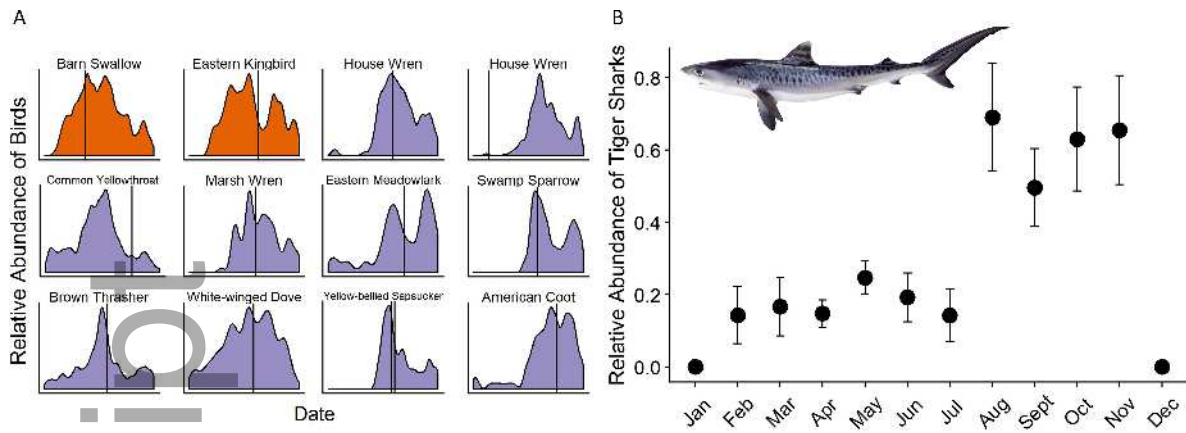 A
Relative Abundance of Birds
Barn Swallow
Eastern Kingbird
House Wren
House Wren
Common Yellowthroat
Marsh Wren
Eastern Meadowlark
Swamp Sparrow
Brown Thrasher
White-winged Dove
Yellow-bellied Sapsucker
American Coot
Date
B
Relative Abundance of Tiger Sharks
0.8
0.6
0.4
0.2
0.0
Jan Feb Mar Apr May Jun Jul Aug Sept Oct Nov Dec